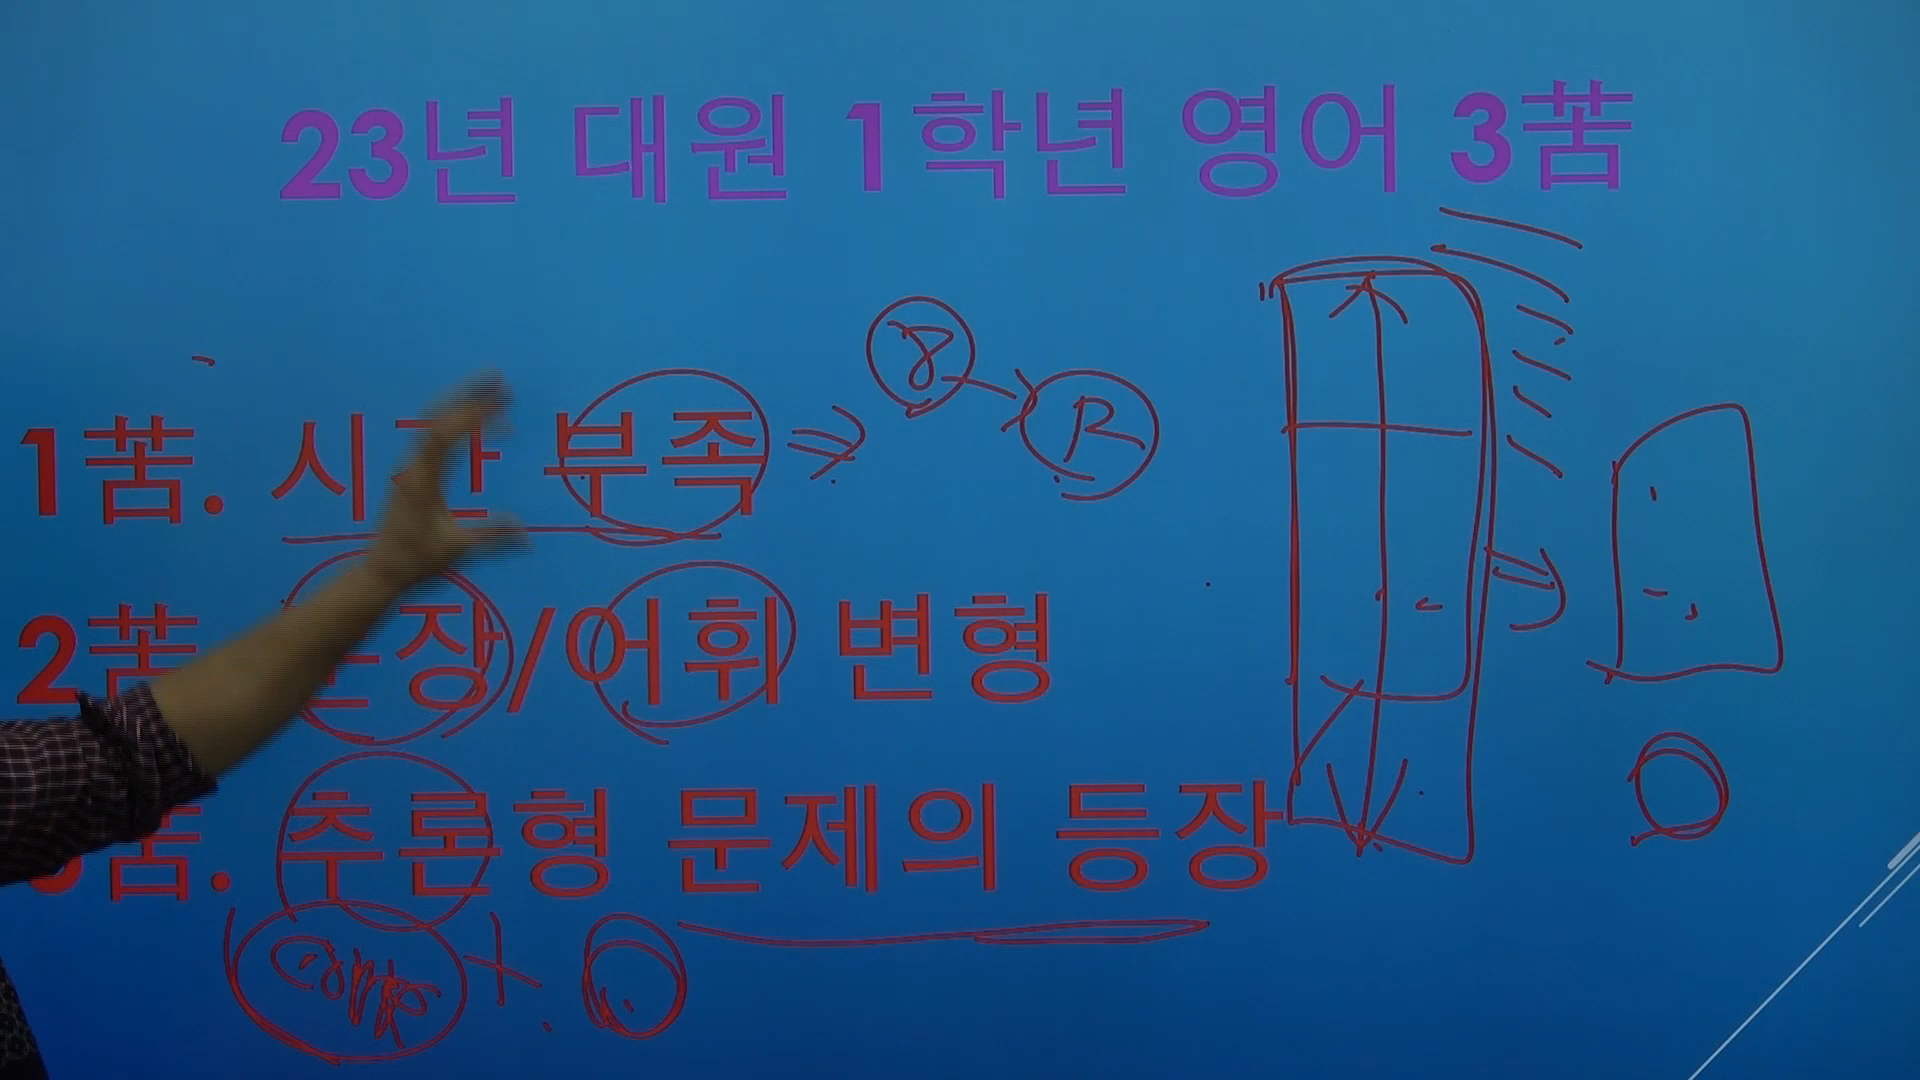 23년 대원 1학년 영어 3苦
1苦. 시간 부족
R
2苦 장/어휘 변형
苦. 추론형 문제의 등장